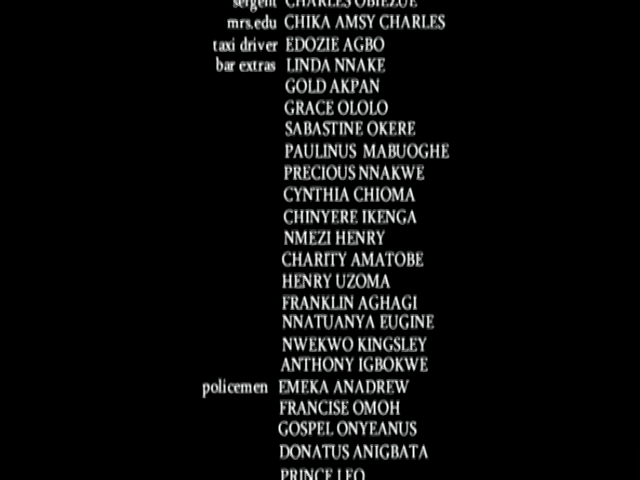 sergent CHARLES OBIEZUE
mrs.edu CHIKA AMSY CHARLES
taxi driver EDOZIE AGBO
bar extras LINDA NNAKE
GOLD AKPAN
GRACE OLOLO
SABASTINE OKERE
PAULINUS MABUOGHE
PRECIOUS NNAKWE
CYNTHIA CHIOMA
CHINYERE IKENGA
NMEZI HENRY
CHARITY AMATOBE
HENRY UZOMA
FRANKLIN AGHAGI
NNATUANYA EUGINE
NWEKWO KINGSLEY
ANTHONY IGBOKWE
policemen EMEKA ANADREW
FRANCISE OMOH
GOSPEL ONYEANUS
DONATUS ANIGBATA
PRINCE LEO